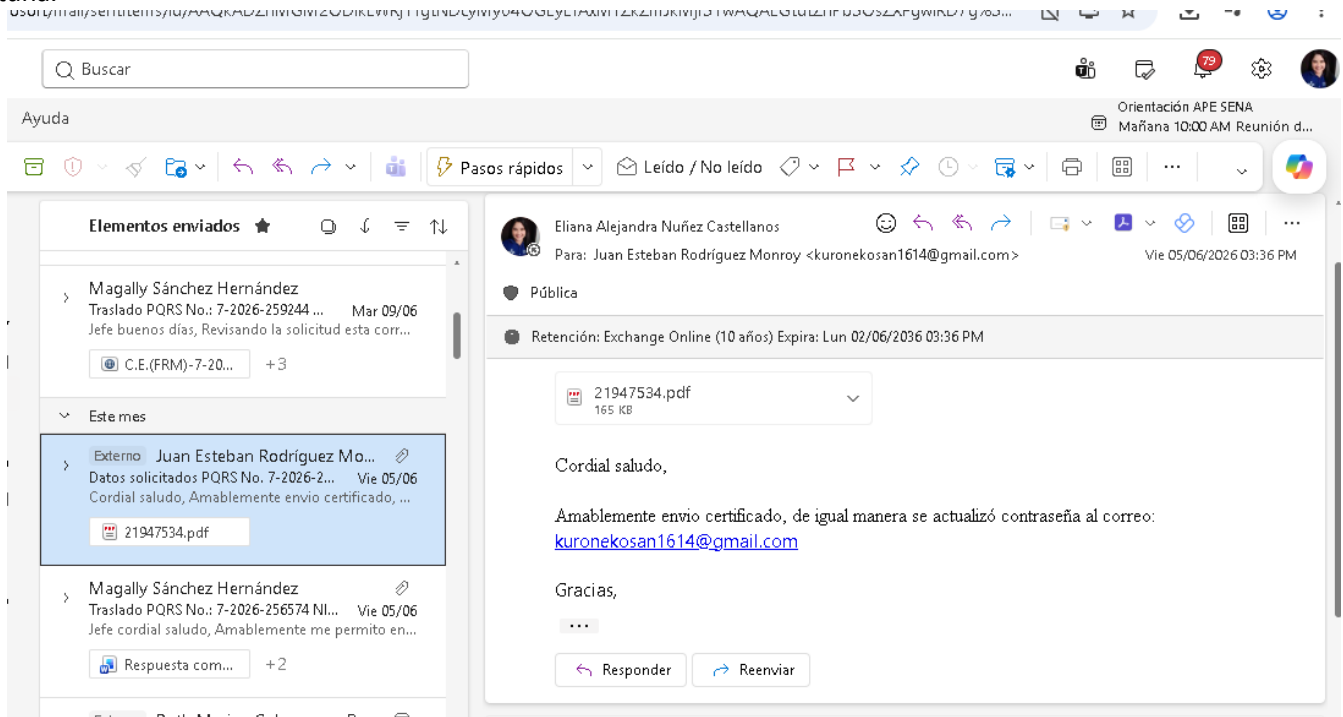 Buscar
79
Ayuda
Orientación APE SENA
Mañana 10:00 AM Reunión d...
Pasos rápidos
Leído / No leído
Elementos enviados
Magally Sánchez Hernández
Traslado PQRS No.: 7-2026-259244 ... Mar 09/06
Jefe buenos días, Revisando la solicitud esta corr...
C.E.(FRM)-7-20... +3
Este mes
Externo Juan Esteban Rodríguez Mo...
Datos solicitados PQRS No. 7-2026-2... Vie 05/06
Cordial saludo, Amablemente envio certificado, ...
21947534.pdf
Magally Sánchez Hernández
Traslado PQRS No.: 7-2026-256574 NI... Vie 05/06
Jefe cordial saludo, Amablemente me permito en...
Respuesta com... +2
Eliana Alejandra Nuñez Castellanos
Para: Juan Esteban Rodríguez Monroy <kuronekosan1614@gmail.com>
Vie 05/06/2026 03:36 PM
Pública
Retención: Exchange Online (10 años) Expira: Lun 02/06/2036 03:36 PM
21947534.pdf
165 KB
Cordial saludo,
Amablemente envio certificado, de igual manera se actualizó contraseña al correo:
kuronekosan1614@gmail.com
Gracias,
...
Responder
Reenviar